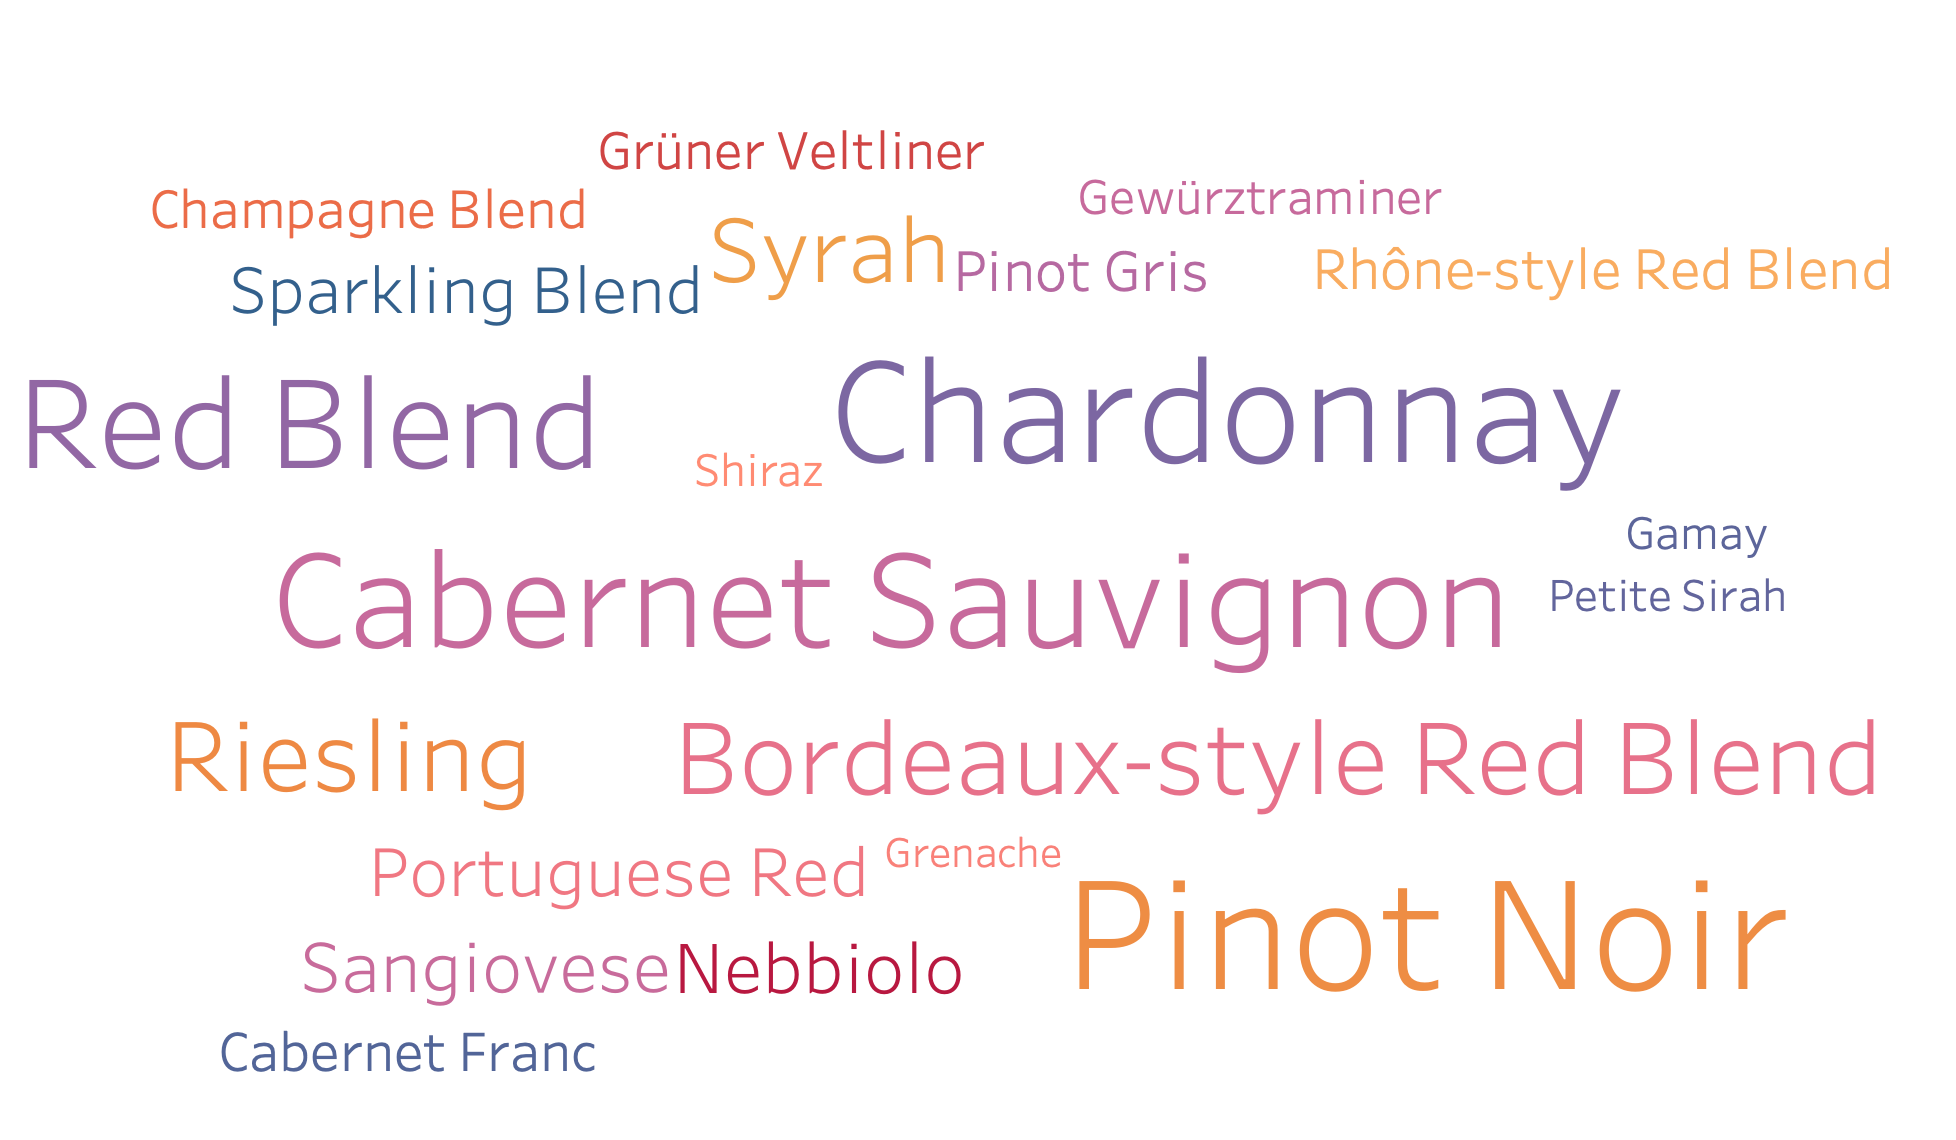 Grüner Veltliner
Champagne Blend
Gewürztraminer
Syrah
Pinot Gris
Rhône-style Red Blend
Sparkling Blend
Red Blend
Chardonnay
Shiraz
Gamay
Cabernet Sauvignon
Petite Sirah
Riesling
Bordeaux-style Red Blend
Portuguese Red
Grenache
Pinot Noir
Sangiovese
Nebbiolo
Cabernet Franc